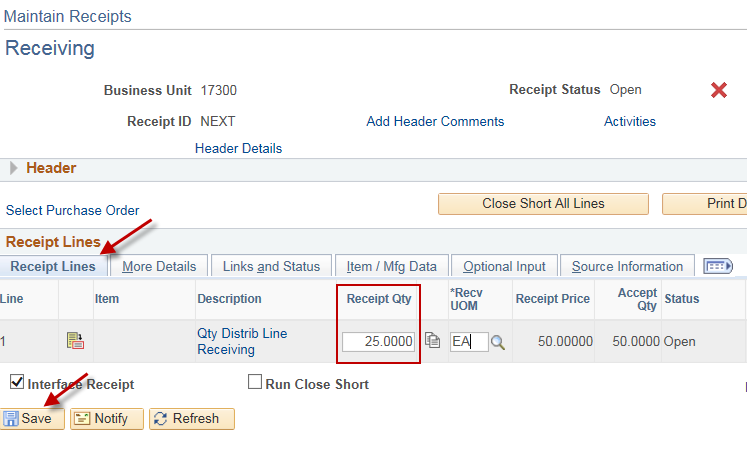 Maintain Receipts
Receiving
Business Unit 17300 Receipt Status Open
Receipt ID NEXT Add Header Comments Activities
Header Details
Header
Select Purchase Order Close Short All Lines Print D
Receipt Lines
Receipt Lines More Details Links and Status Item / Mfg Data Optional Input Source Information
Line Item Description Receipt Qty *Recv UOM Receipt Price Accept Qty Status
1 Qty Distrib Line Receiving 25.0000 EA 50.00000 50.0000 Open
Interface Receipt Run Close Short
Save Notify Refresh